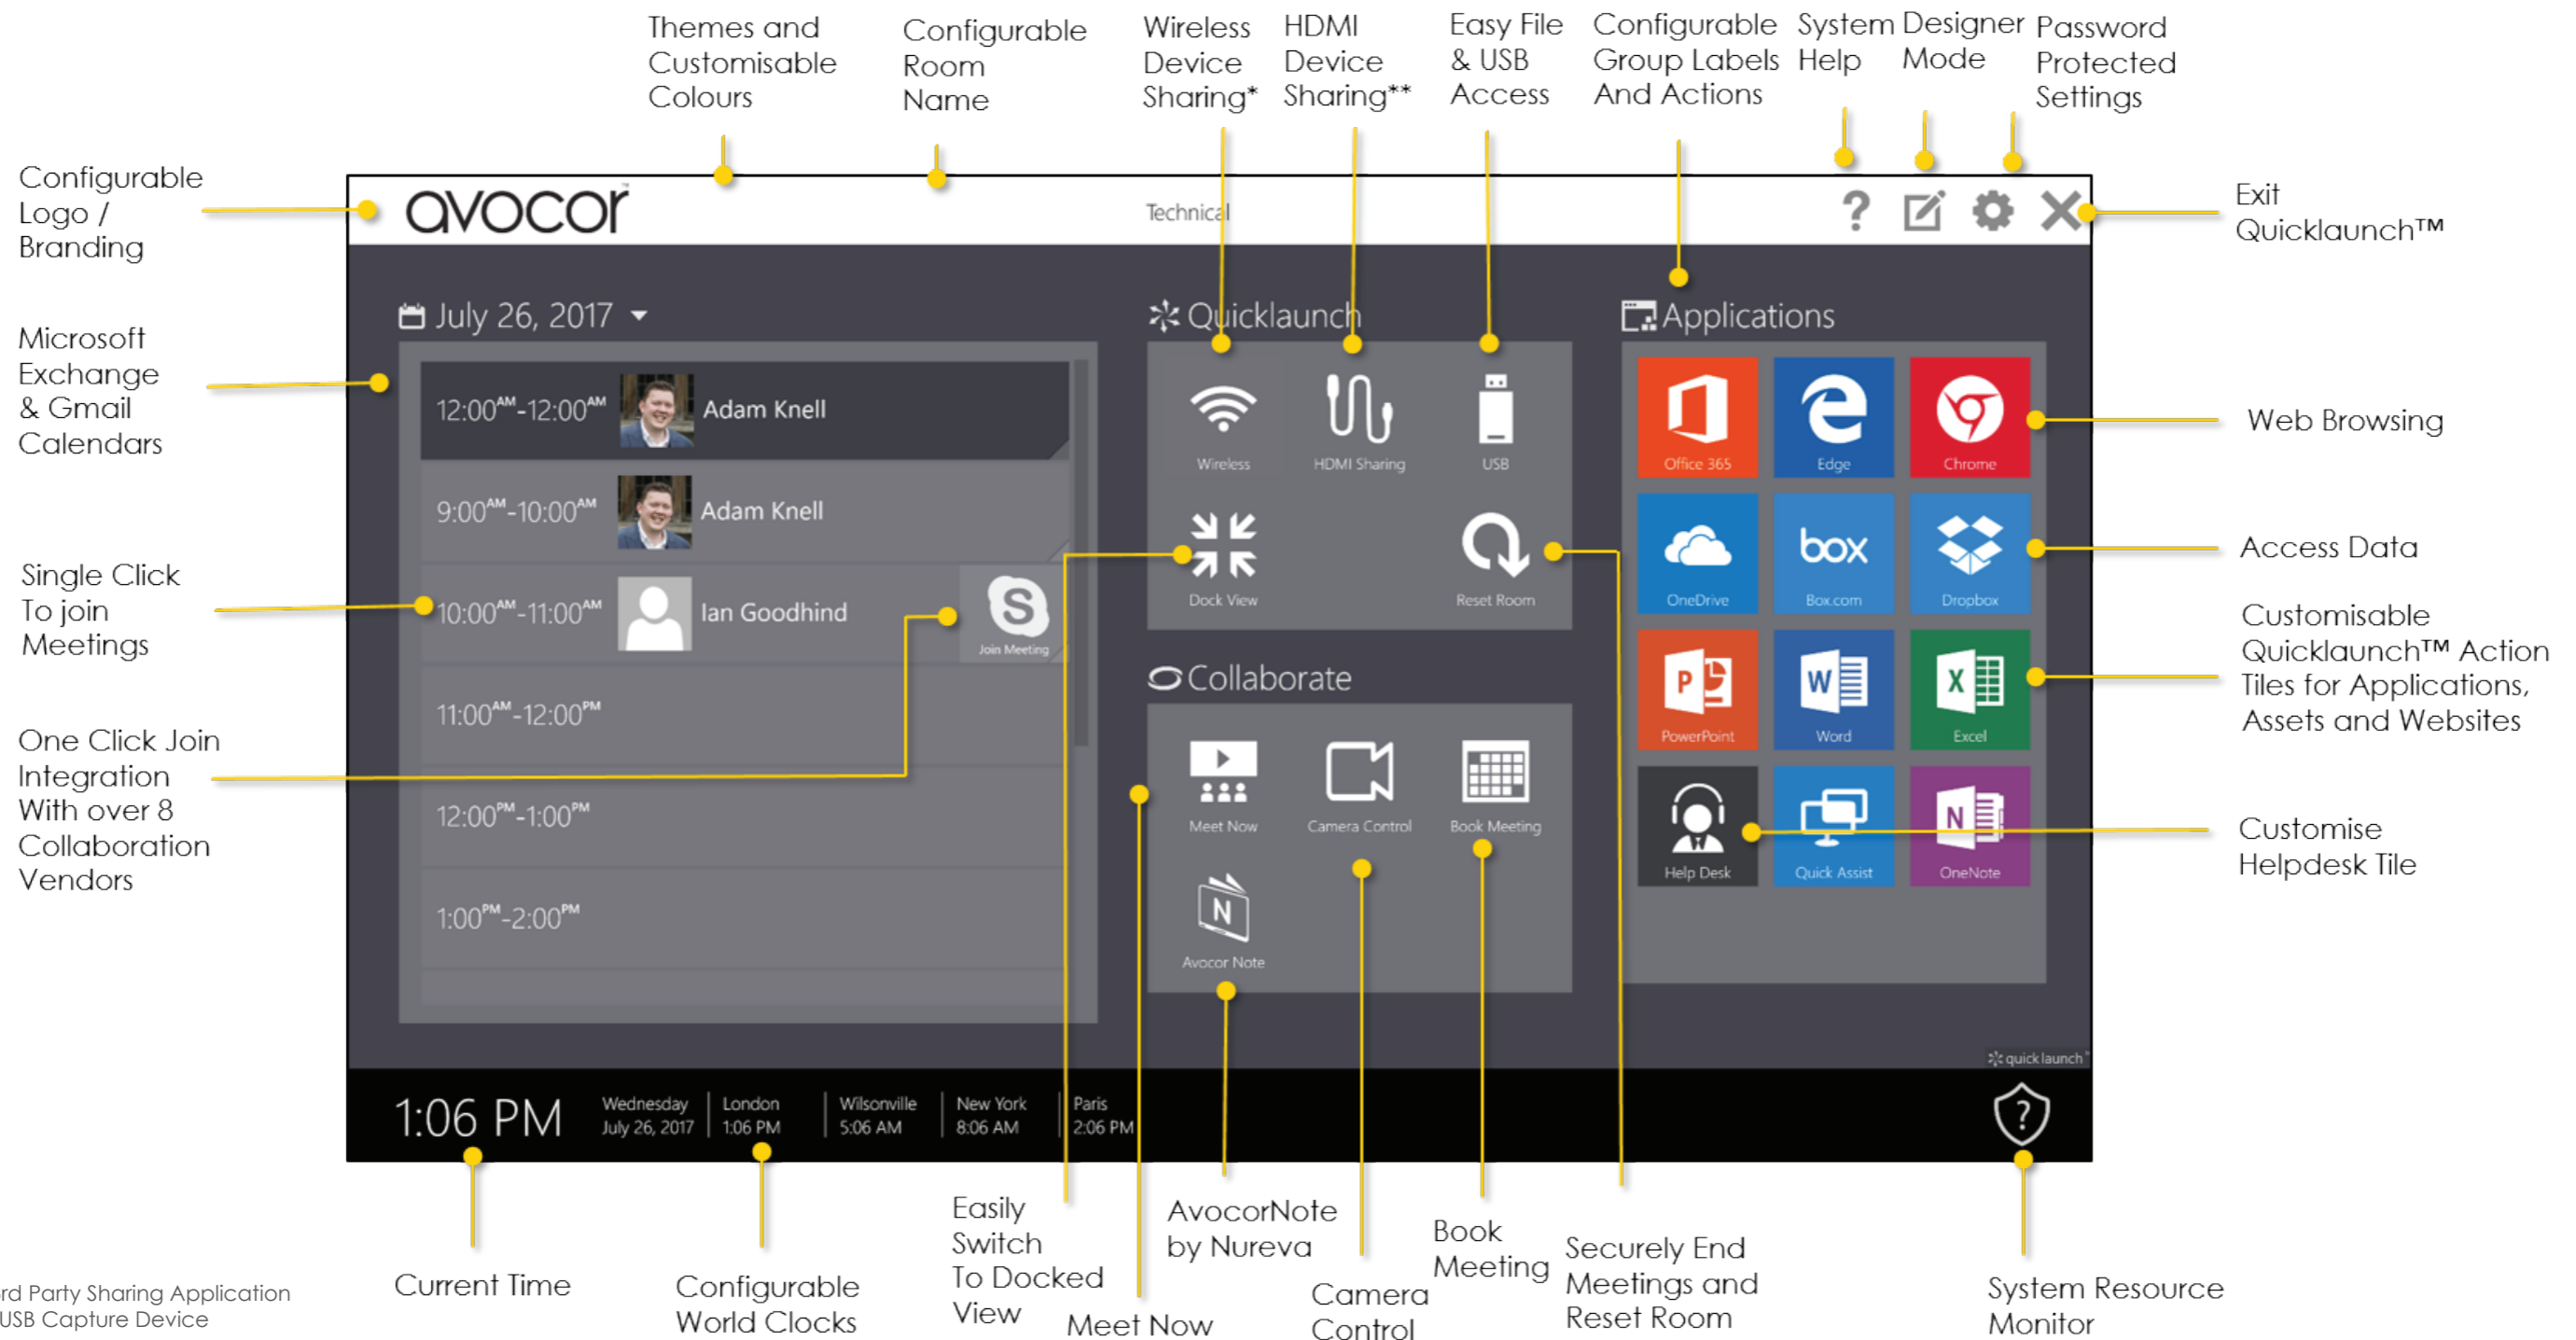 Themes and
Customisable
Colours
Configurable
Room
Name
Wireless
Device
Sharing*
HDMI
Device
Sharing**
Easy File
& USB
Access
Configurable
Group Labels
And Actions
System
Help
Designer
Mode
Password
Protected
Settings
Configurable
Logo /
Branding
Microsoft
Exchange
& Gmail
Calendars
Single Click
To join
Meetings
One Click Join
Integration
With over 8
Collaboration
Vendors
avocor™
Technical
?
July 26, 2017
12:00AM-12:00AM Adam Knell
9:00AM-10:00AM Adam Knell
10:00AM-11:00AM Ian Goodhind
S
Join Meeting
11:00AM-12:00PM
12:00PM-1:00PM
1:00PM-2:00PM
Quicklaunch
Wireless
HDMI Sharing
USB
Dock View
Reset Room
Collaborate
Meet Now
Camera Control
Book Meeting
N
Avocor Note
Applications
Office 365
Edge
Chrome
OneDrive
box
Box.com
Dropbox
P
PowerPoint
W
Word
X
Excel
Help Desk
Quick Assist
N
OneNote
quick launch™
1:06 PM
Wednesday
July 26, 2017
London
1:06 PM
Wilsonville
5:06 AM
New York
8:06 AM
Paris
2:06 PM
?
Exit
Quicklaunch™
Web Browsing
Access Data
Customisable
Quicklaunch™ Action
Tiles for Applications,
Assets and Websites
Customise
Helpdesk Tile
Current Time
Configurable
World Clocks
Easily
Switch
To Docked
View
Meet Now
AvocorNote
by Nureva
Camera
Control
Book
Meeting
Securely End
Meetings and
Reset Room
System Resource
Monitor
rd Party Sharing Application
USB Capture Device